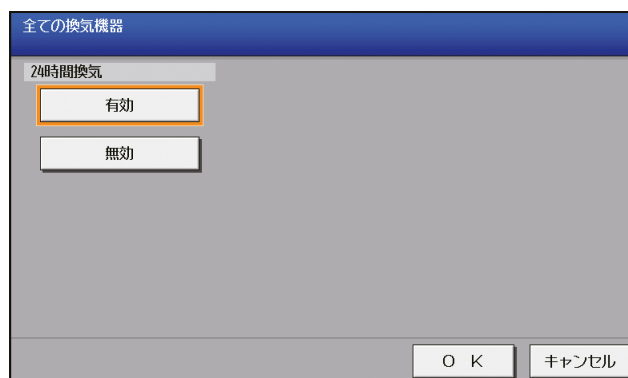 全ての換気機器
24時間換気
有効
無効
O K
キャンセル